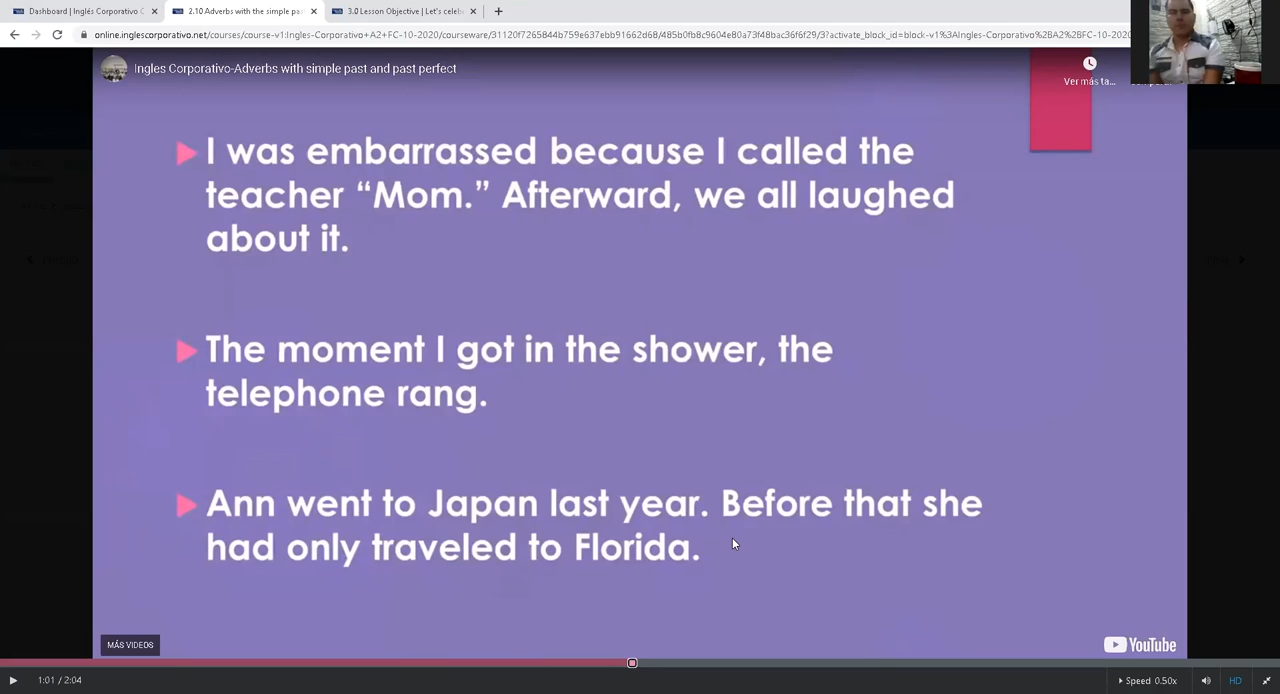 Dashboard | Inglés Corporativo C
2.10 Adverbs with the simple pas
3.0 Lesson Objective | Let's celeb
online.inglescorporativo.net/courses/course-v1:Ingles-Corporativo+A2+FC-10-2020/courseware/31120f7265844b759e637ebb91662d68/485b0fb8c9604e80a73f48bac36f6f29/3?activate_block_id=block-v1%3AIngles-Corporativo%2BA2%2BFC-10-2020
Ingles Corporativo-Adverbs with simple past and past perfect
Ver más ta...
I was embarrassed because I called the
teacher “Mom.” Afterward, we all laughed
about it.
The moment I got in the shower, the
telephone rang.
Ann went to Japan last year. Before that she
had only traveled to Florida.
MÁS VIDEOS
YouTube
1:01 / 2:04
Speed 0.50x
HD